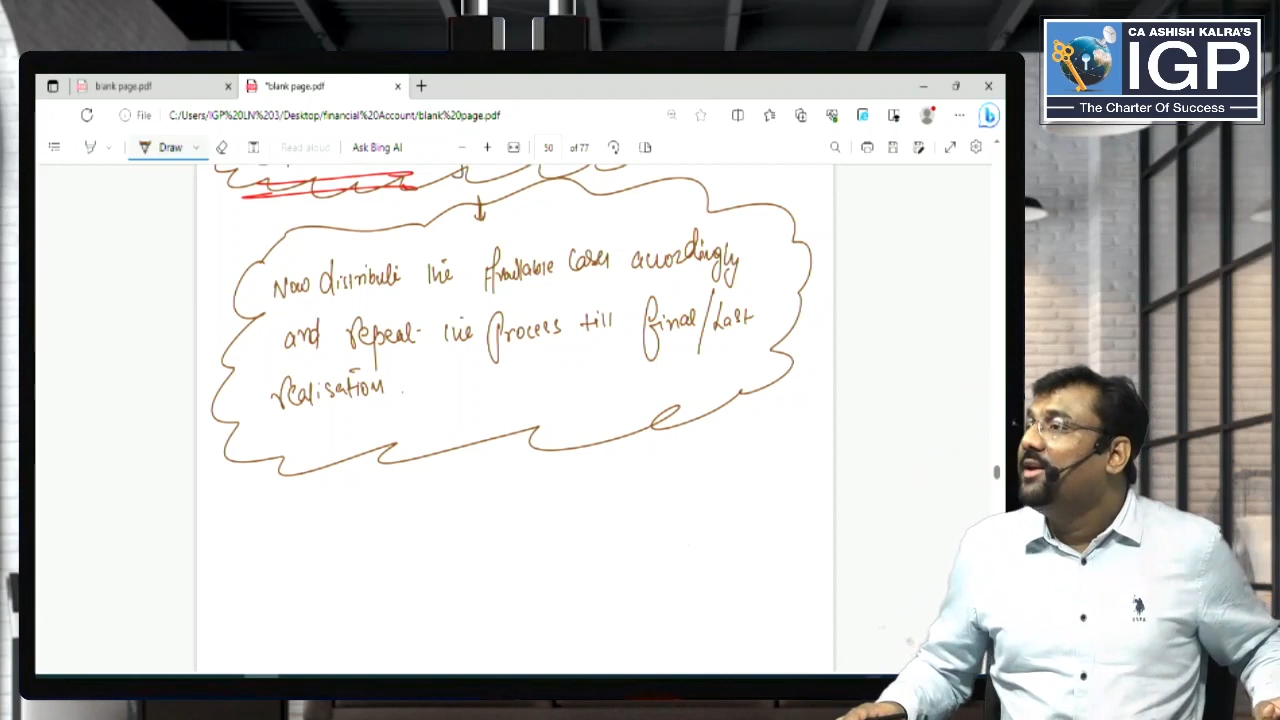 CA ASHISH KALRA'S
IGP
The Charter Of Success
blank page.pdf
*blank page.pdf
File C:/Users/IGP%20LN%203/Desktop/financial%20Account/blank%20page.pdf
Draw Read aloud Ask Bing AI 50 of 77
Now distribute the Available Cash accordingly
and repeat the Process till final/Last
realisation.
USPA